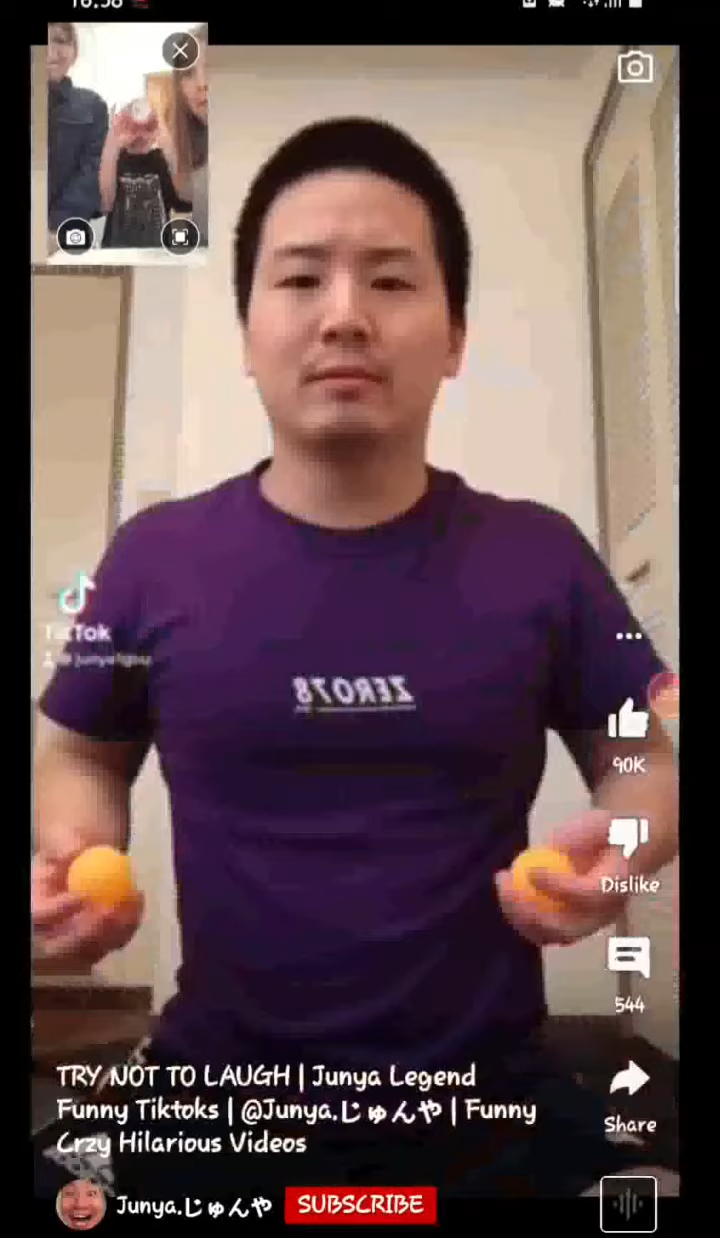 TikTok
ZERO78
90K
Dislike
544
TRY NOT TO LAUGH | Junya Legend
Funny Tiktoks | @Junya.じゅんや | Funny
Crzy Hilarious Videos
Share
Junya.じゅんや
SUBSCRIBE